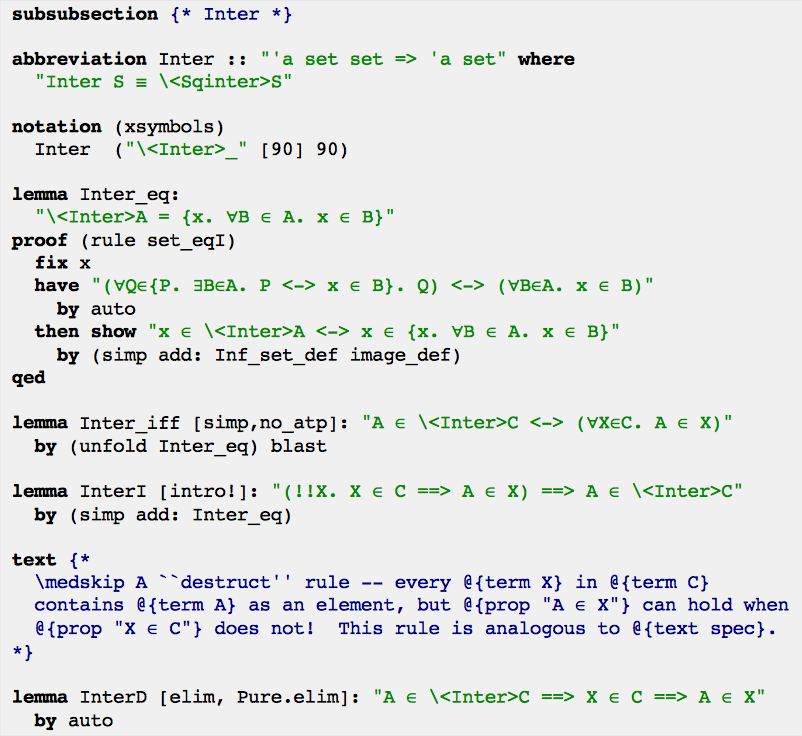 subsubsection {* Inter *}
abbreviation Inter :: "'a set set => 'a set" where
"Inter S ≡ \<Sqinter>S"
notation (xsymbols)
Inter ("\<Inter>_" [90] 90)
lemma Inter_eq:
"\<Inter>A = {x. ∀B ∈ A. x ∈ B}"
proof (rule set_eqI)
fix x
have "(∀Q∈{P. ∃B∈A. P <-> x ∈ B}. Q) <-> (∀B∈A. x ∈ B)"
by auto
then show "x ∈ \<Inter>A <-> x ∈ {x. ∀B ∈ A. x ∈ B}"
by (simp add: Inf_set_def image_def)
qed
lemma Inter_iff [simp,no_atp]: "A ∈ \<Inter>C <-> (∀X∈C. A ∈ X)"
by (unfold Inter_eq) blast
lemma InterI [intro!]: "(!!X. X ∈ C ==> A ∈ X) ==> A ∈ \<Inter>C"
by (simp add: Inter_eq)
text {*
\medskip A ``destruct'' rule -- every @{term X} in @{term C}
contains @{term A} as an element, but @{prop "A ∈ X"} can hold when
@{prop "X ∈ C"} does not!  This rule is analogous to @{text spec}.
*}
lemma InterD [elim, Pure.elim]: "A ∈ \<Inter>C ==> X ∈ C ==> A ∈ X"
by auto